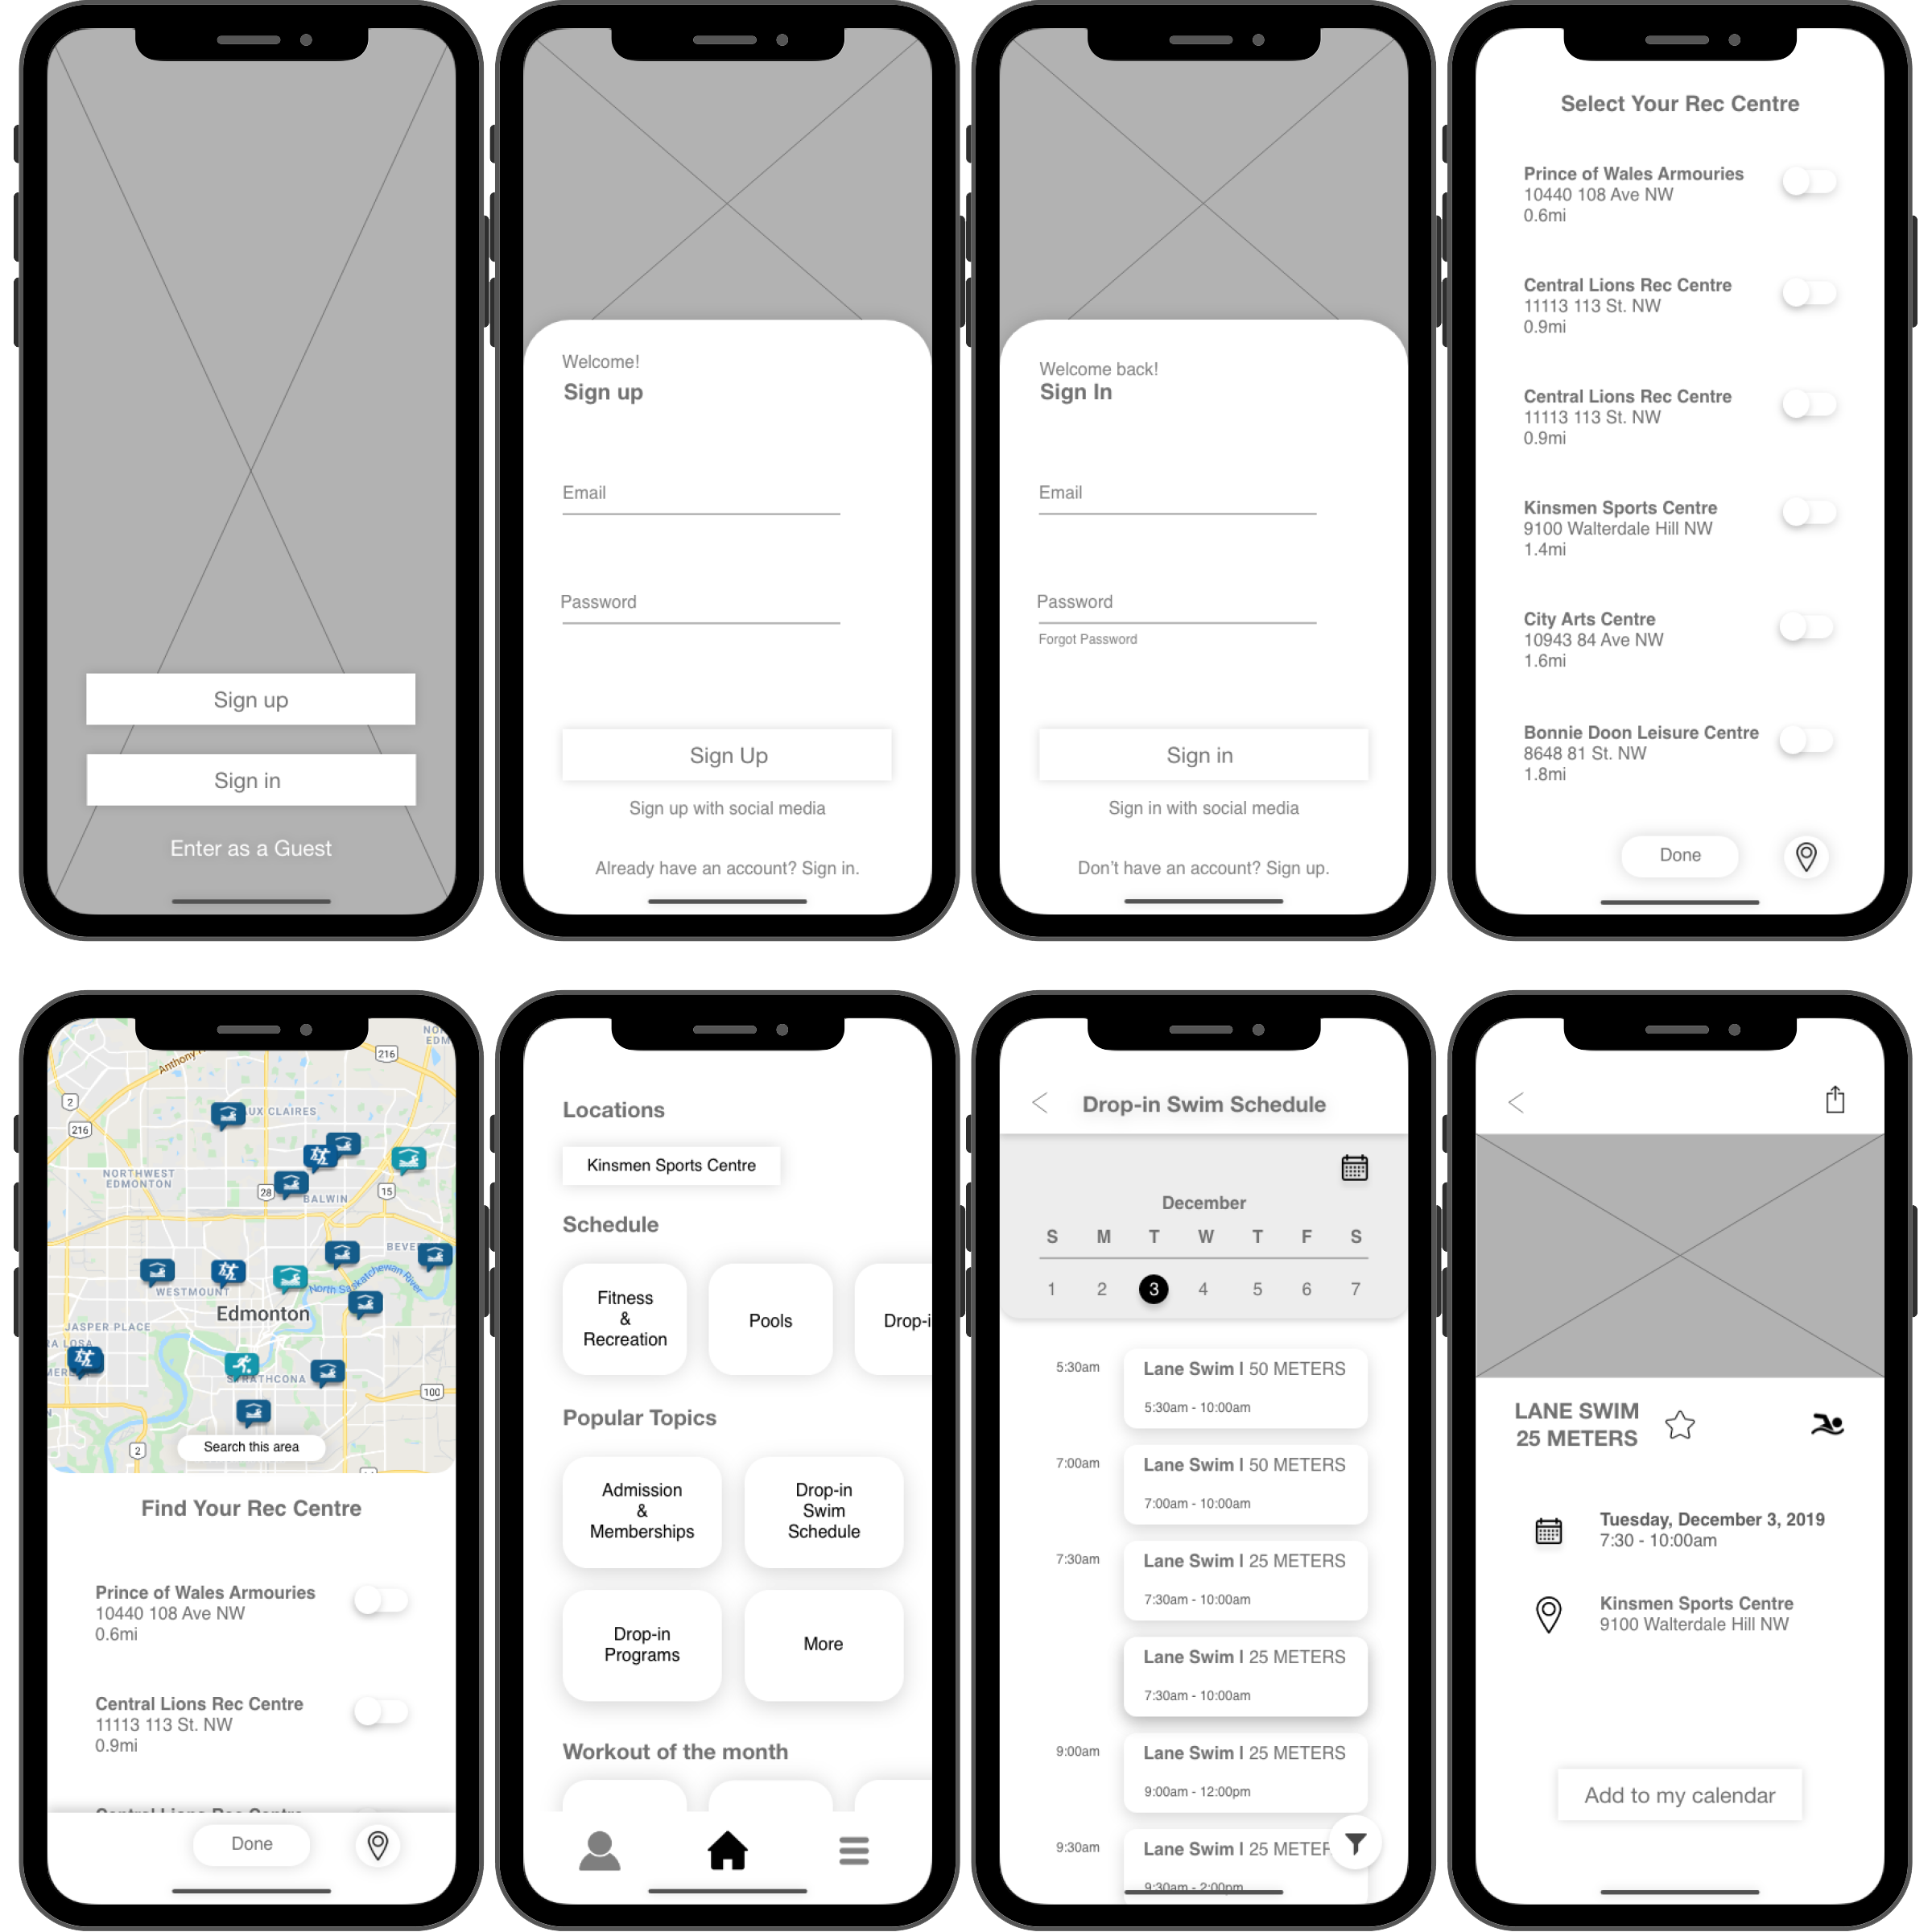 Sign up
Sign in
Enter as a Guest
Welcome!
Sign up
Email
Password
Sign Up
Sign up with social media
Already have an account? Sign in.
Welcome back!
Sign In
Email
Password
Forgot Password
Sign in
Sign in with social media
Don't have an account? Sign up.
Select Your Rec Centre
Prince of Wales Armouries
10440 108 Ave NW
0.6mi
Central Lions Rec Centre
11113 113 St. NW
0.9mi
Central Lions Rec Centre
11113 113 St. NW
0.9mi
Kinsmen Sports Centre
9100 Walterdale Hill NW
1.4mi
City Arts Centre
10943 84 Ave NW
1.6mi
Bonnie Doon Leisure Centre
8648 81 St. NW
1.8mi
Done
Anthony
216
2
216
UX CLAIRES
NORTHWEST
EDMONTON
28
BALWIN
15
BEVE
North Saskatchewan River
WESTMOUNT
Edmonton
JASPER PLACE
RA LOSA
MER
STRATHCONA
100
2
Search this area
Find Your Rec Centre
Prince of Wales Armouries
10440 108 Ave NW
0.6mi
Central Lions Rec Centre
11113 113 St. NW
0.9mi
Central Lions Rec Centre
Done
Locations
Kinsmen Sports Centre
Schedule
Fitness
&
Recreation
Pools
Drop-i
Popular Topics
Admission
&
Memberships
Drop-in
Swim
Schedule
Drop-in
Programs
More
Workout of the month
Drop-in Swim Schedule
December
S M T W T F S
1 2 3 4 5 6 7
5:30am
Lane Swim | 50 METERS
5:30am - 10:00am
7:00am
Lane Swim | 50 METERS
7:00am - 10:00am
7:30am
Lane Swim | 25 METERS
7:30am - 10:00am
Lane Swim | 25 METERS
7:30am - 10:00am
9:00am
Lane Swim | 25 METERS
9:00am - 12:00pm
9:30am
Lane Swim | 25 METER
9:30am - 2:00pm
LANE SWIM
25 METERS
Tuesday, December 3, 2019
7:30 - 10:00am
Kinsmen Sports Centre
9100 Walterdale Hill NW
Add to my calendar